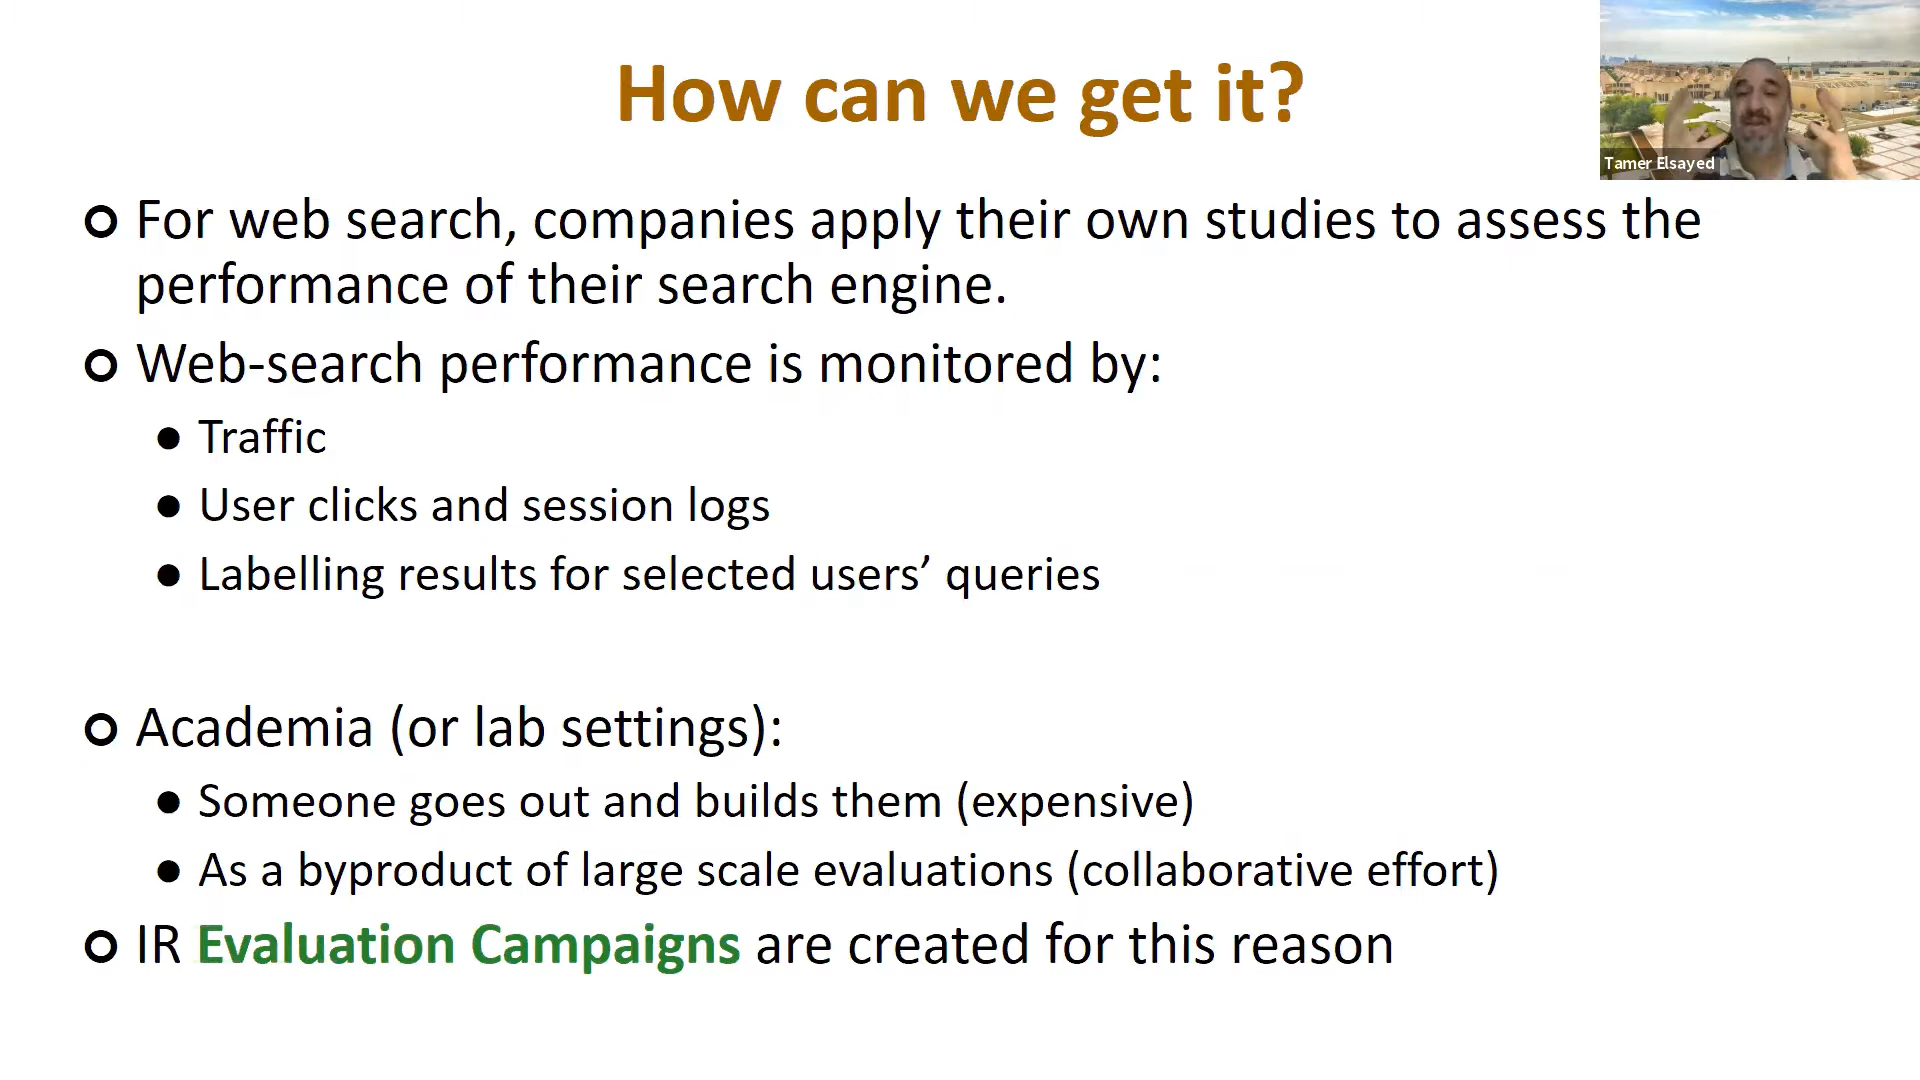 How can we get it?
Tamer Elsayed
For web search, companies apply their own studies to assess the
performance of their search engine.
Web-search performance is monitored by:
Traffic
User clicks and session logs
Labelling results for selected users’ queries
Academia (or lab settings):
Someone goes out and builds them (expensive)
As a byproduct of large scale evaluations (collaborative effort)
IR Evaluation Campaigns are created for this reason